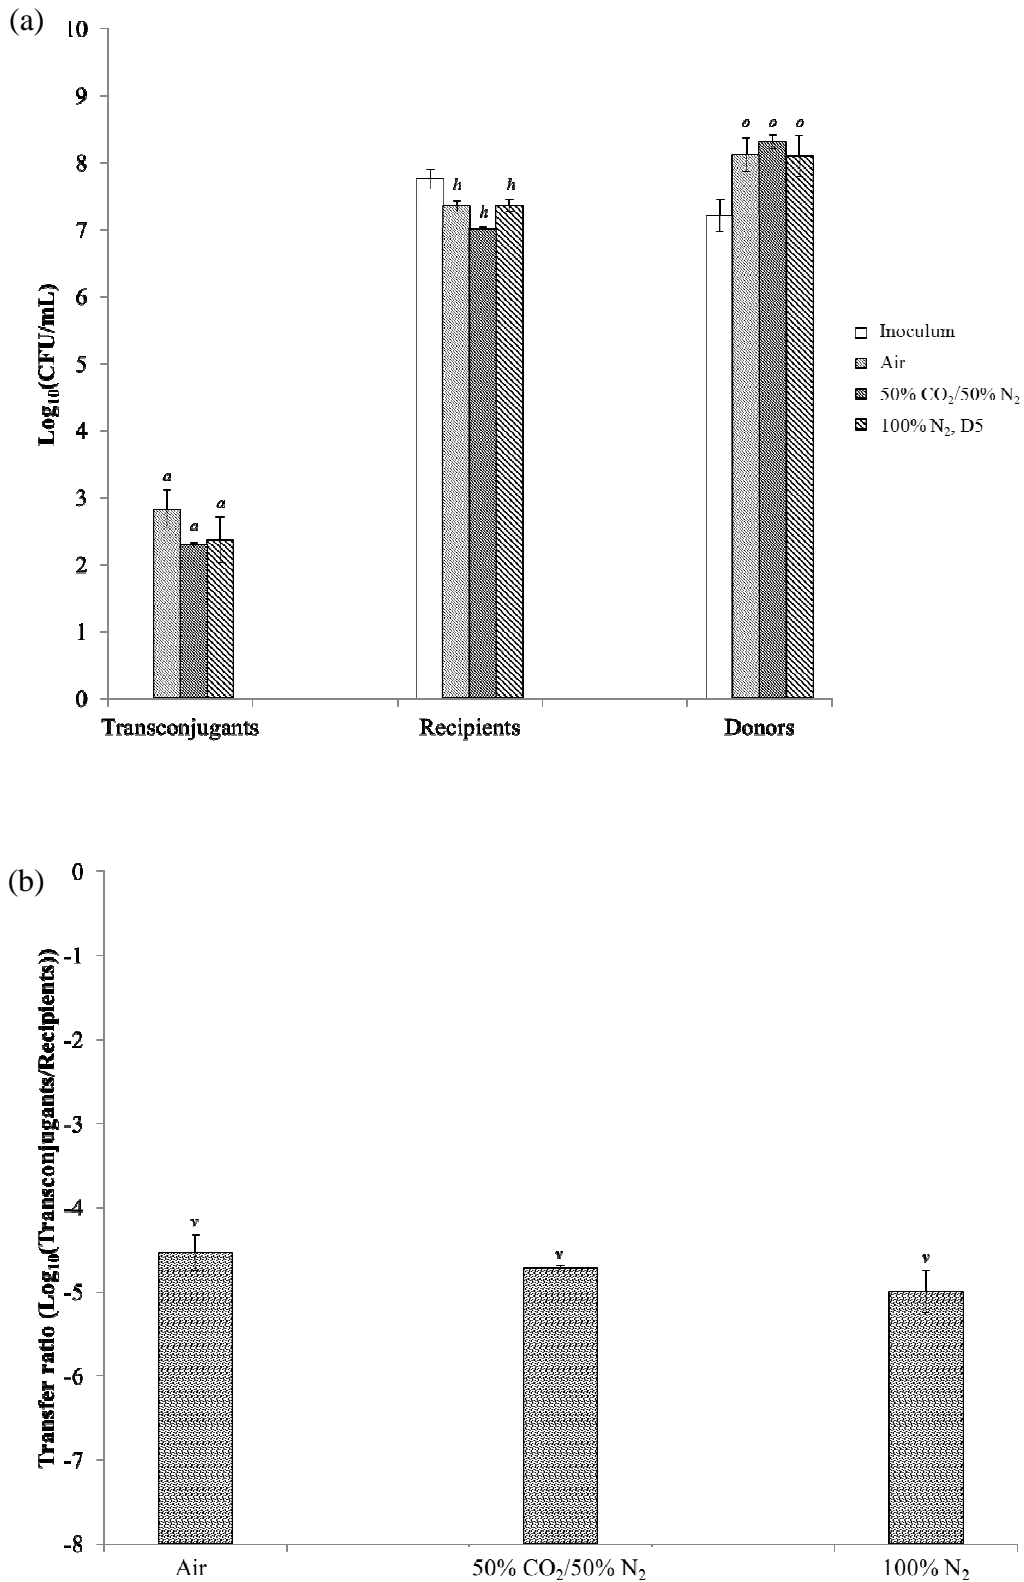 (a)
10
9
8
7
6
5
4
3
2
1
0
Log₁₀(CFU/mL)
a
a
a
h
h
h
o
o
o
Transconjugants Recipients Donors
Inoculum
Air
50% CO₂/50% N₂
100% N₂, D5
(b)
0
-1
-2
-3
-4
-5
-6
-7
-8
Transfer ratio (Log₁₀(Transconjugants/Recipients))
v
v
v
Air 50% CO₂/50% N₂ 100% N₂